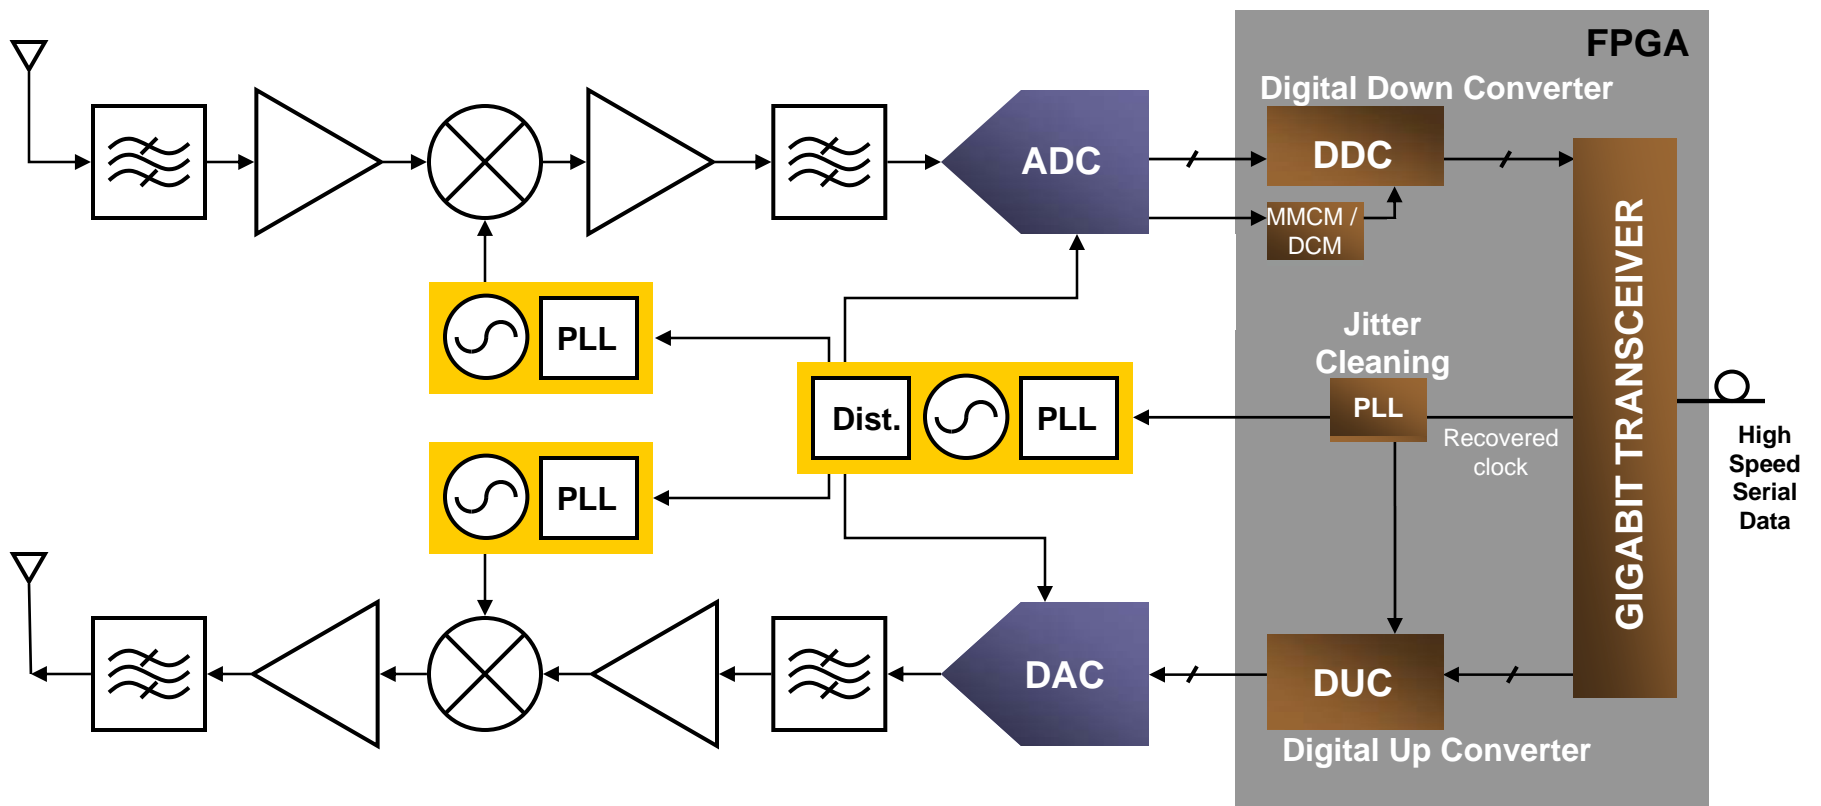 FPGA
Digital Down Converter
ADC
DDC
MMCM /
DCM
GIGABIT TRANSCEIVER
PLL
Jitter
Cleaning
PLL
Dist.
PLL
Recovered
clock
High
Speed
Serial
Data
PLL
DAC
DUC
Digital Up Converter